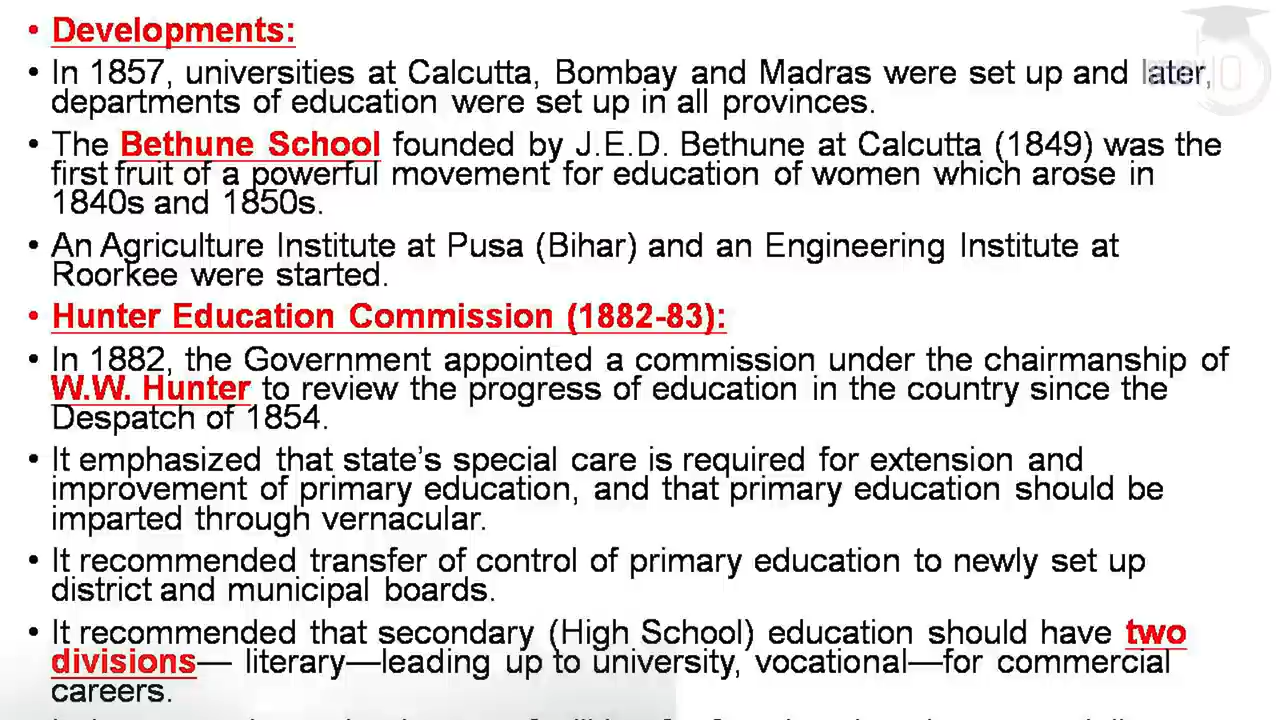 • Developments:
• In 1857, universities at Calcutta, Bombay and Madras were set up and later,
departments of education were set up in all provinces.
• The Bethune School founded by J.E.D. Bethune at Calcutta (1849) was the
first fruit of a powerful movement for education of women which arose in
1840s and 1850s.
• An Agriculture Institute at Pusa (Bihar) and an Engineering Institute at
Roorkee were started.
• Hunter Education Commission (1882-83):
• In 1882, the Government appointed a commission under the chairmanship of
W.W. Hunter to review the progress of education in the country since the
Despatch of 1854.
• It emphasized that state's special care is required for extension and
improvement of primary education, and that primary education should be
imparted through vernacular.
• It recommended transfer of control of primary education to newly set up
district and municipal boards.
• It recommended that secondary (High School) education should have two
divisions— literary—leading up to university, vocational—for commercial
careers.